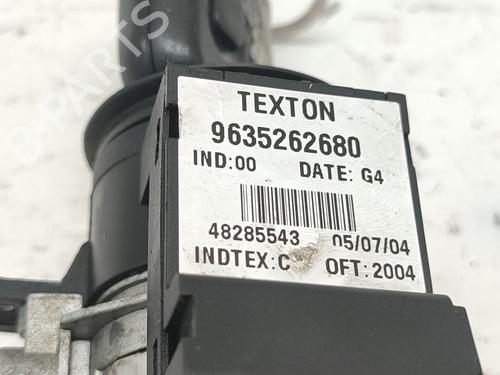 TEXTON
9635262680
IND:00 DATE: G4
48285543 05/07/04
INDTEX:C OFT:2004